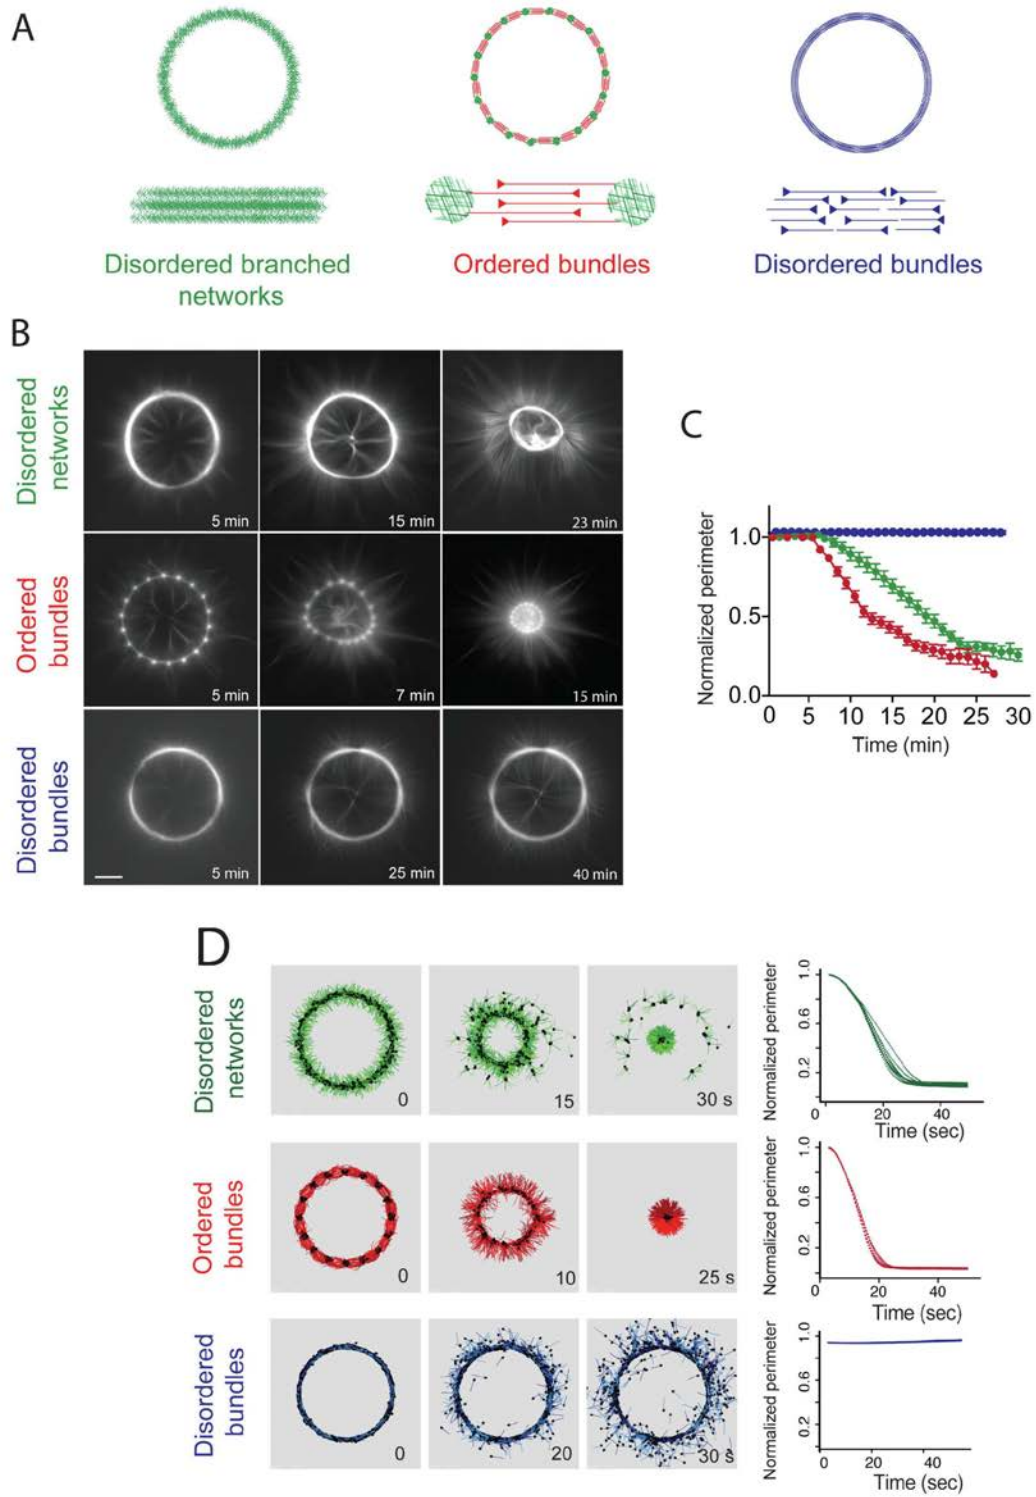 A
Disordered branched
networks
Ordered bundles
Disordered bundles
B
Disordered
networks
5 min
15 min
23 min
Ordered
bundles
5 min
7 min
15 min
Disordered
bundles
5 min
25 min
40 min
C
Normalized perimeter
1.0
0.5
0.0
0 5 10 15 20 25 30
Time (min)
D
Disordered
networks
0
15
30 s
Normalized perimeter
1.0
0.6
0.2
0 20 40
Time (sec)
Ordered
bundles
0
10
25 s
Normalized perimeter
1.0
0.6
0.2
0 20 40
Time (sec)
Disordered
bundles
0
20
30 s
Normalized perimeter
1.0
0.6
0.2
0 20 40
Time (sec)